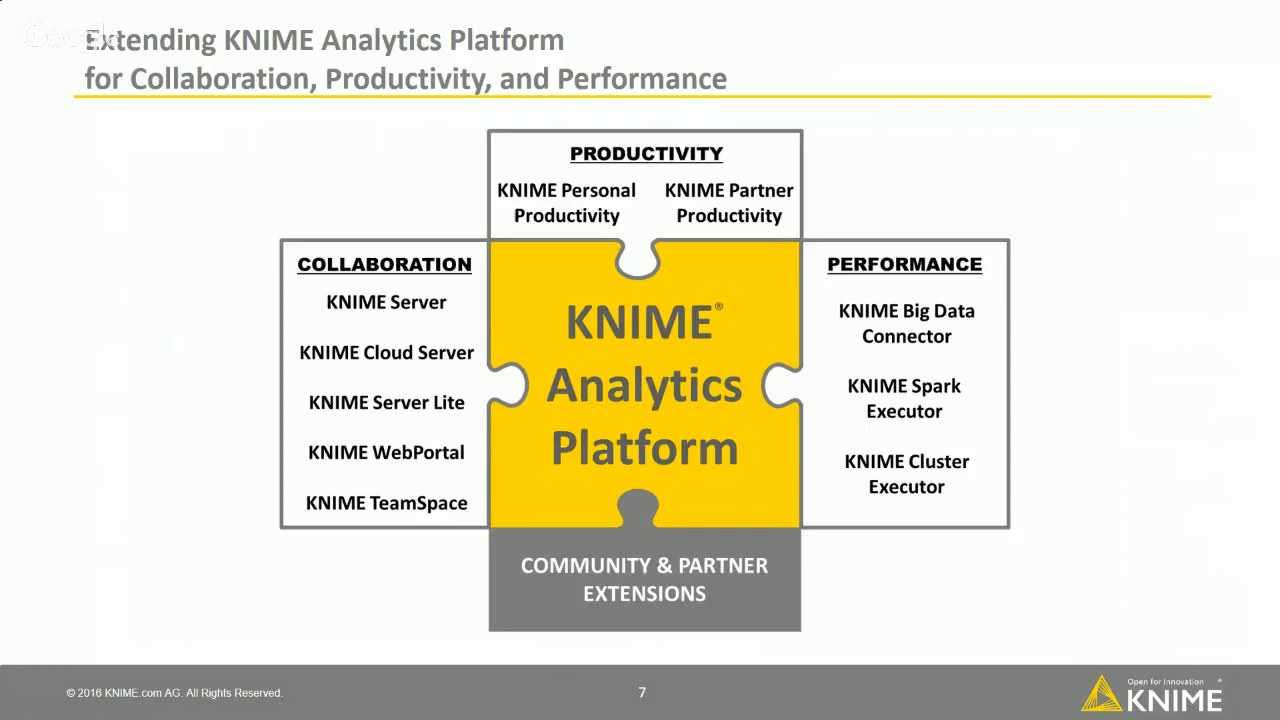 Google
Extending KNIME Analytics Platform
for Collaboration, Productivity, and Performance
PRODUCTIVITY
KNIME Personal
Productivity
KNIME Partner
Productivity
COLLABORATION
KNIME Server
KNIME Cloud Server
KNIME Server Lite
KNIME WebPortal
KNIME TeamSpace
KNIME®
Analytics
Platform
PERFORMANCE
KNIME Big Data
Connector
KNIME Spark
Executor
KNIME Cluster
Executor
COMMUNITY & PARTNER
EXTENSIONS
© 2016 KNIME.com AG. All Rights Reserved.
7
Open for Innovation ®
KNIME